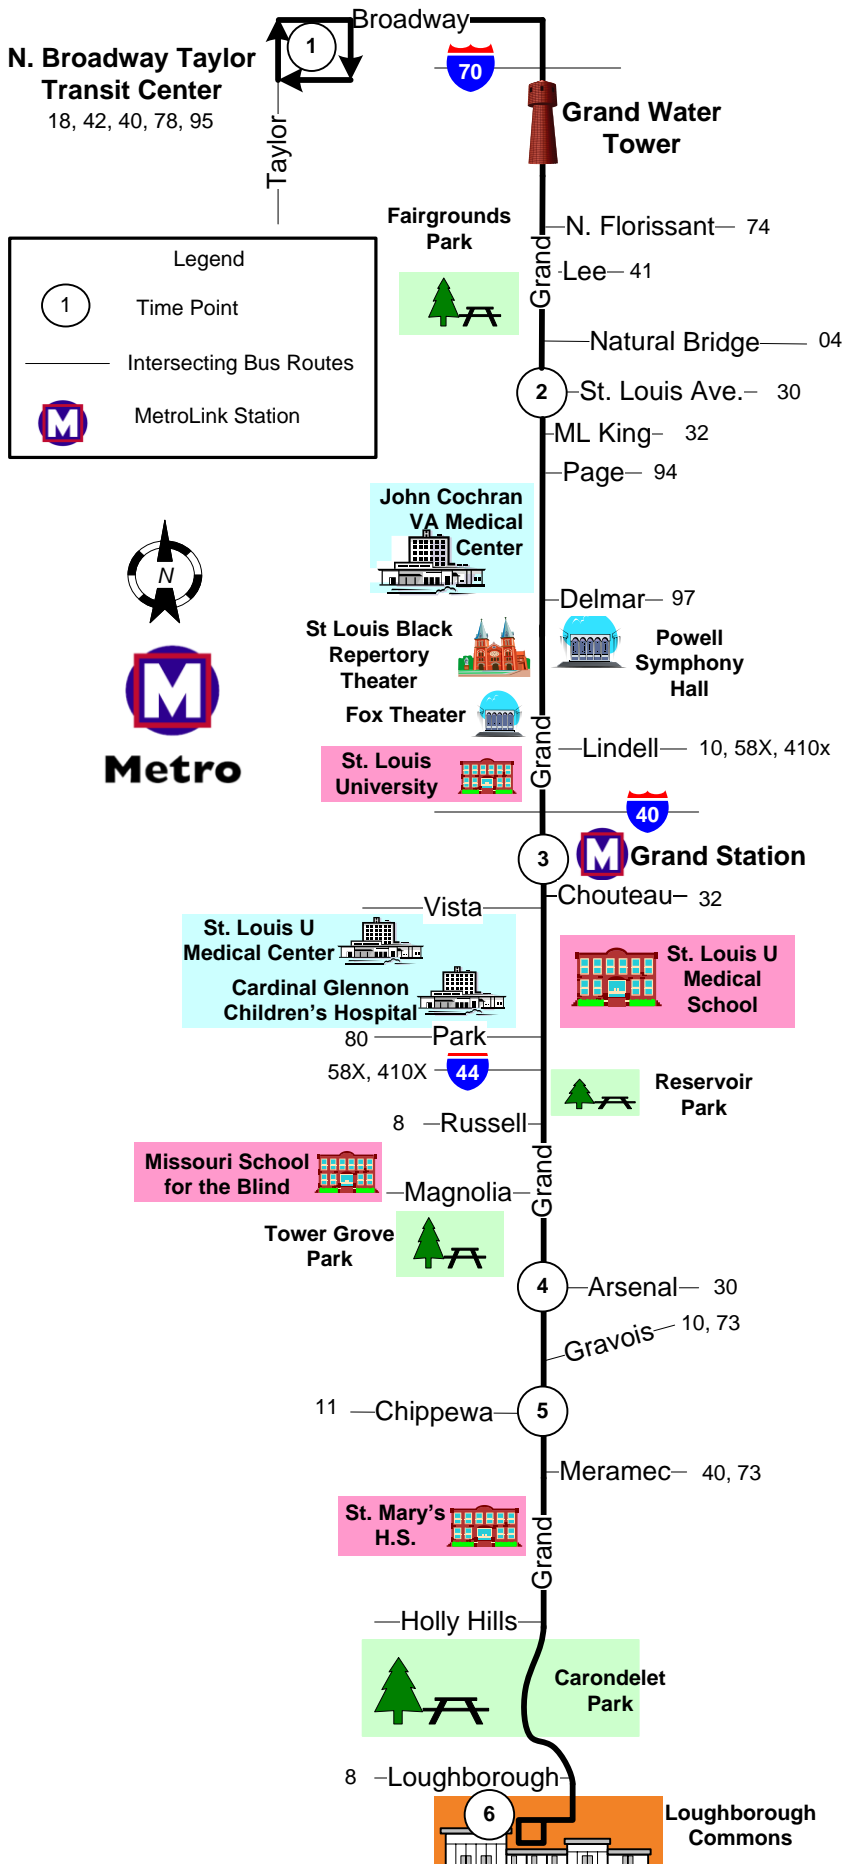 Broadway
1
N. Broadway Taylor
Transit Center
18, 42, 40, 78, 95
70
Taylor
Grand Water
Tower
Fairgrounds
Park
N. Florissant 74
Grand
Lee 41
Legend
1 Time Point
Intersecting Bus Routes
M MetroLink Station
Natural Bridge 04
2 St. Louis Ave. 30
ML King 32
Page 94
John Cochran
VA Medical
Center
N
Delmar 97
St Louis Black
Repertory
Theater
Powell
Symphony
Hall
M
Metro
Fox Theater
Grand
Lindell 10, 58X, 410x
St. Louis
University
40
3 M Grand Station
Chouteau 32
Vista
St. Louis U
Medical Center
Cardinal Glennon
Children's Hospital
St. Louis U
Medical
School
80 Park
58X, 410X 44
Reservoir
Park
8 Russell
Missouri School
for the Blind
Grand
Magnolia
Tower Grove
Park
4 Arsenal 30
Gravois 10, 73
11 Chippewa 5
Meramec 40, 73
St. Mary's
H.S.
Grand
Holly Hills
Carondelet
Park
8 Loughborough
6
Loughborough
Commons